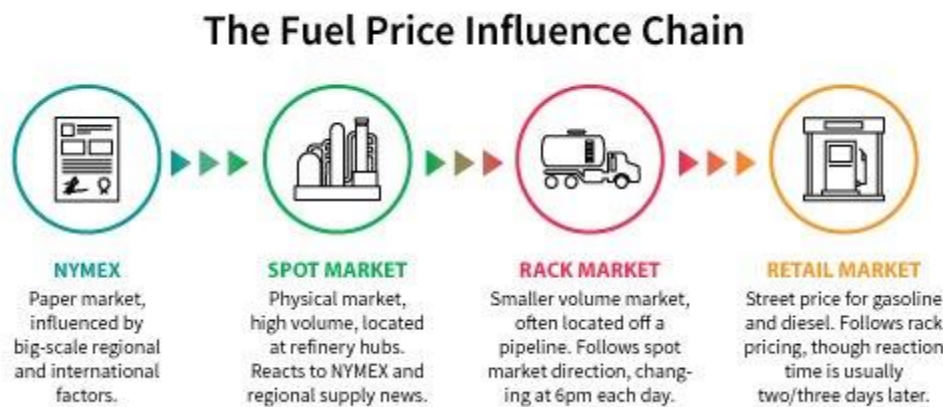 The Fuel Price Influence Chain
NYMEX
Paper market,
influenced by
big-scale regional
and international
factors.
SPOT MARKET
Physical market,
high volume, located
at refinery hubs.
Reacts to NYMEX and
regional supply news.
RACK MARKET
Smaller volume market,
often located off a
pipeline. Follows spot
market direction, chang-
ing at 6pm each day.
RETAIL MARKET
Street price for gasoline
and diesel. Follows rack
pricing, though reaction
time is usually
two/three days later.